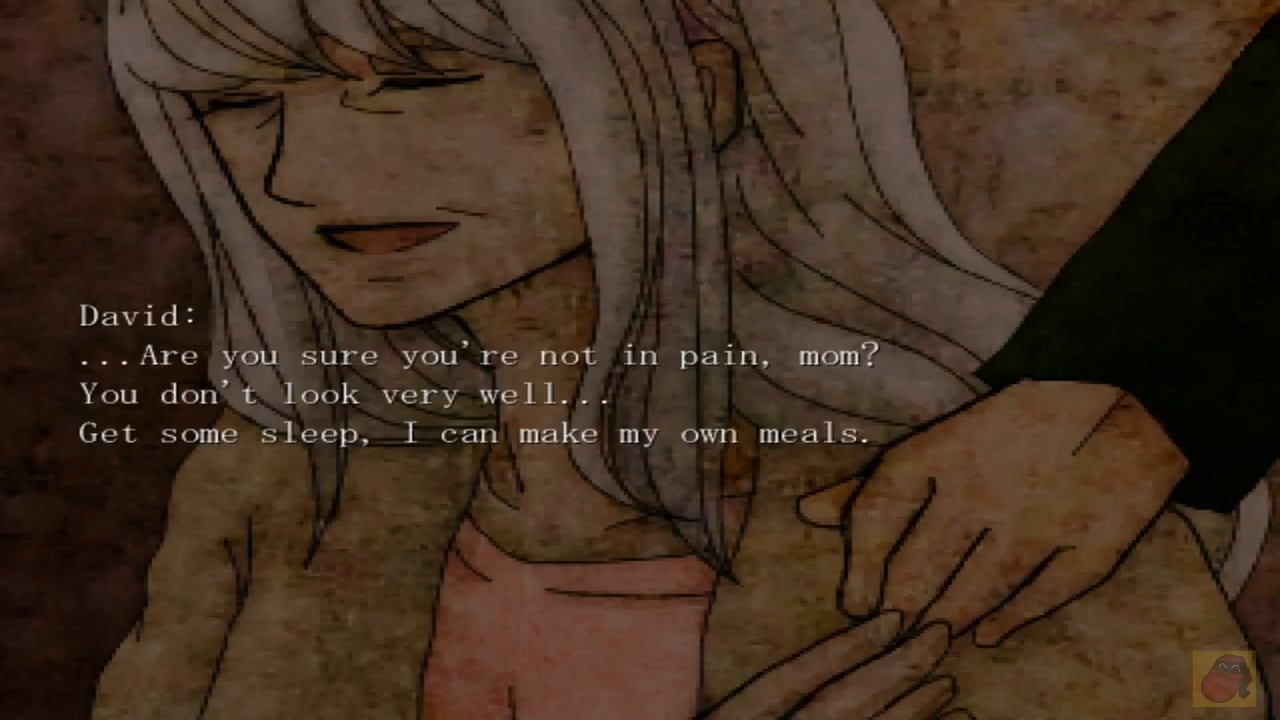 David:
...Are you sure you're not in pain, mom?
You don't look very well...
Get some sleep, I can make my own meals.